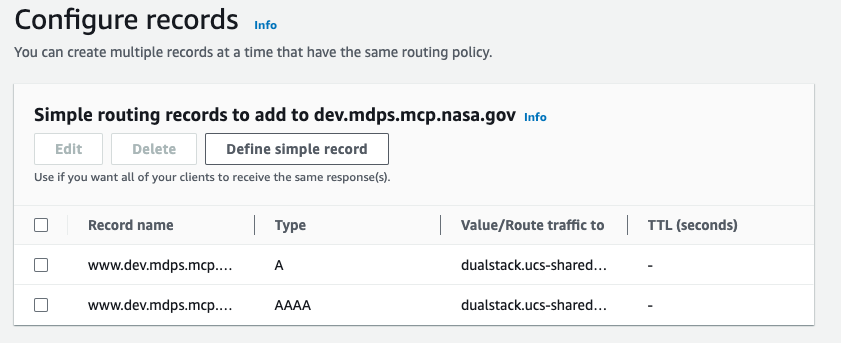 Configure records Info
You can create multiple records at a time that have the same routing policy.
Simple routing records to add to dev.mdps.mcp.nasa.gov Info
Edit Delete Define simple record
Use if you want all of your clients to receive the same response(s).
Record name Type Value/Route traffic to TTL (seconds)
www.dev.mdps.mcp.... A dualstack.ucs-shared... -
www.dev.mdps.mcp.... AAAA dualstack.ucs-shared... -